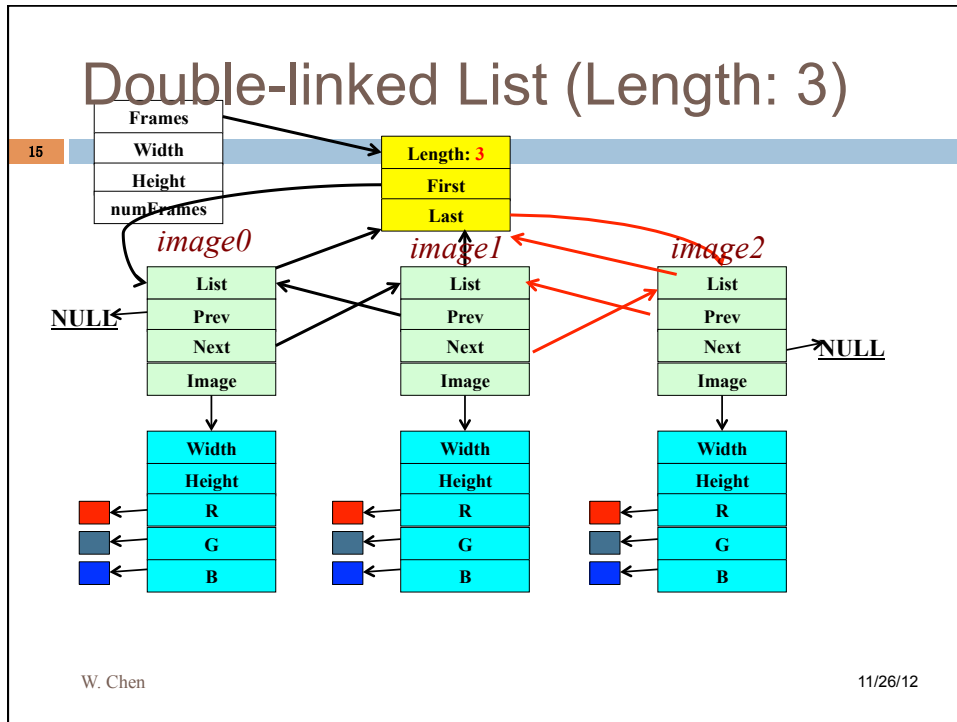 Double-linked List (Length: 3)
15
Frames
Width
Height
numFrames
Length: 3
First
Last
image0
image1
image2
List
Prev
Next
Image
List
Prev
Next
Image
List
Prev
Next
Image
NULL
NULL
Width
Height
R
G
B
Width
Height
R
G
B
Width
Height
R
G
B
W. Chen
11/26/12